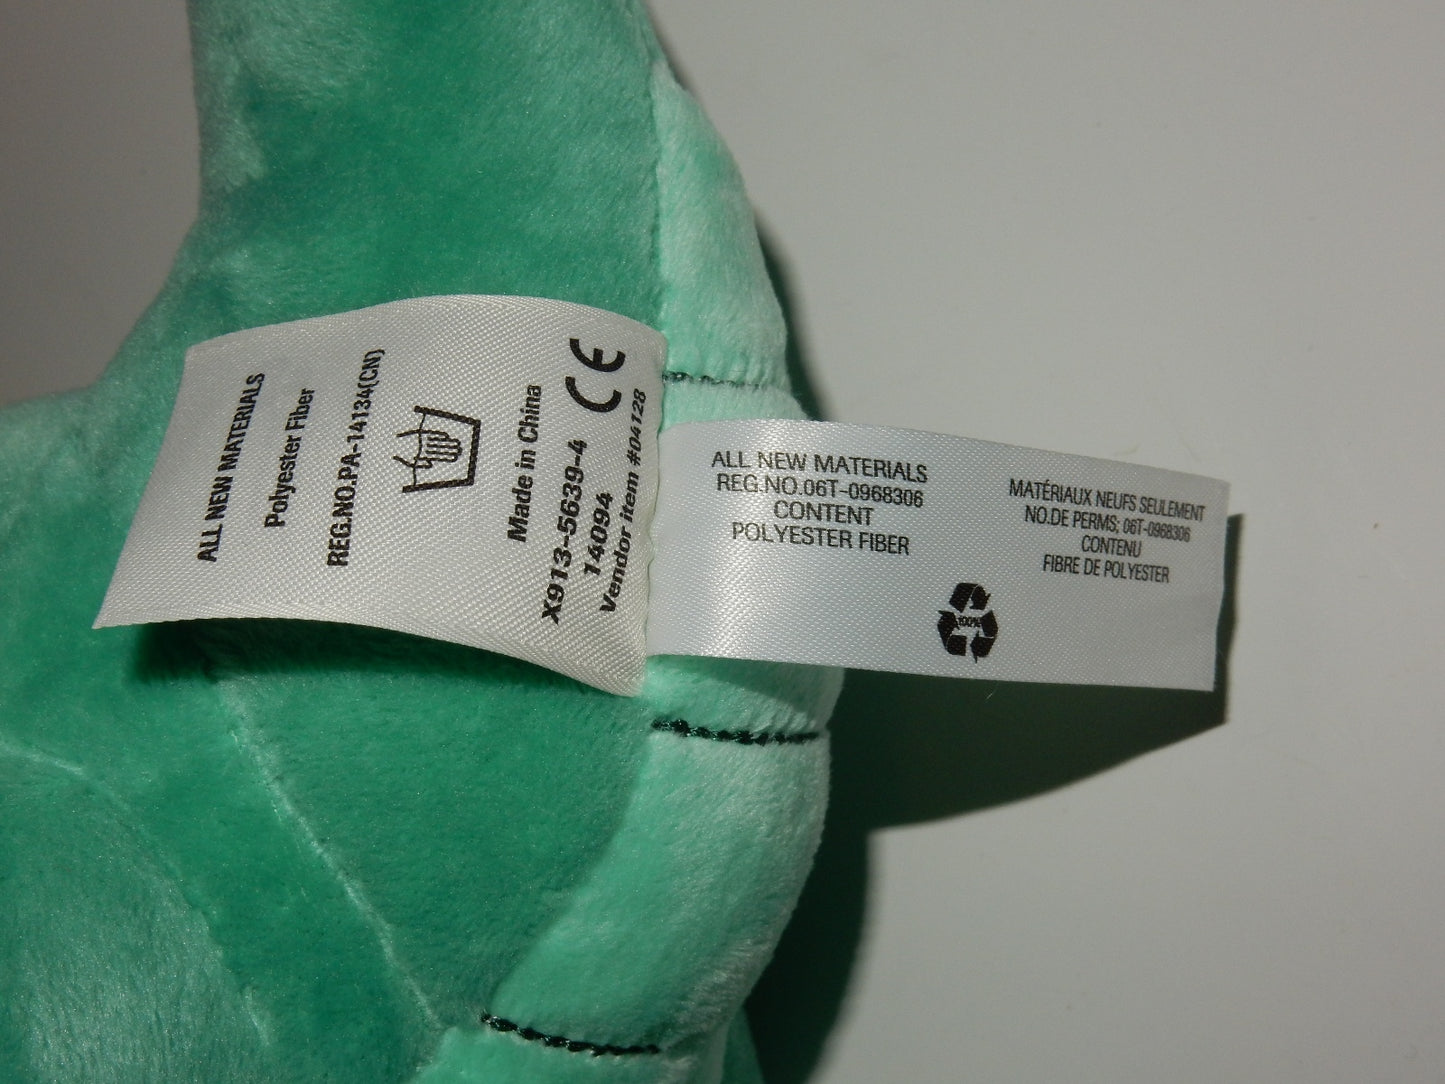 ALL NEW MATERIALS
Polyester Fiber
REG.NO.PA-14134(CN)
Made in China
CE
X913-5639-4
14094
Vendor item #04128
ALL NEW MATERIALS
REG.NO.06T-0968306
CONTENT
POLYESTER FIBER
MATÉRIAUX NEUFS SEULEMENT
NO.DE PERMS; 06T-0968306
CONTENU
FIBRE DE POLYESTER
100%